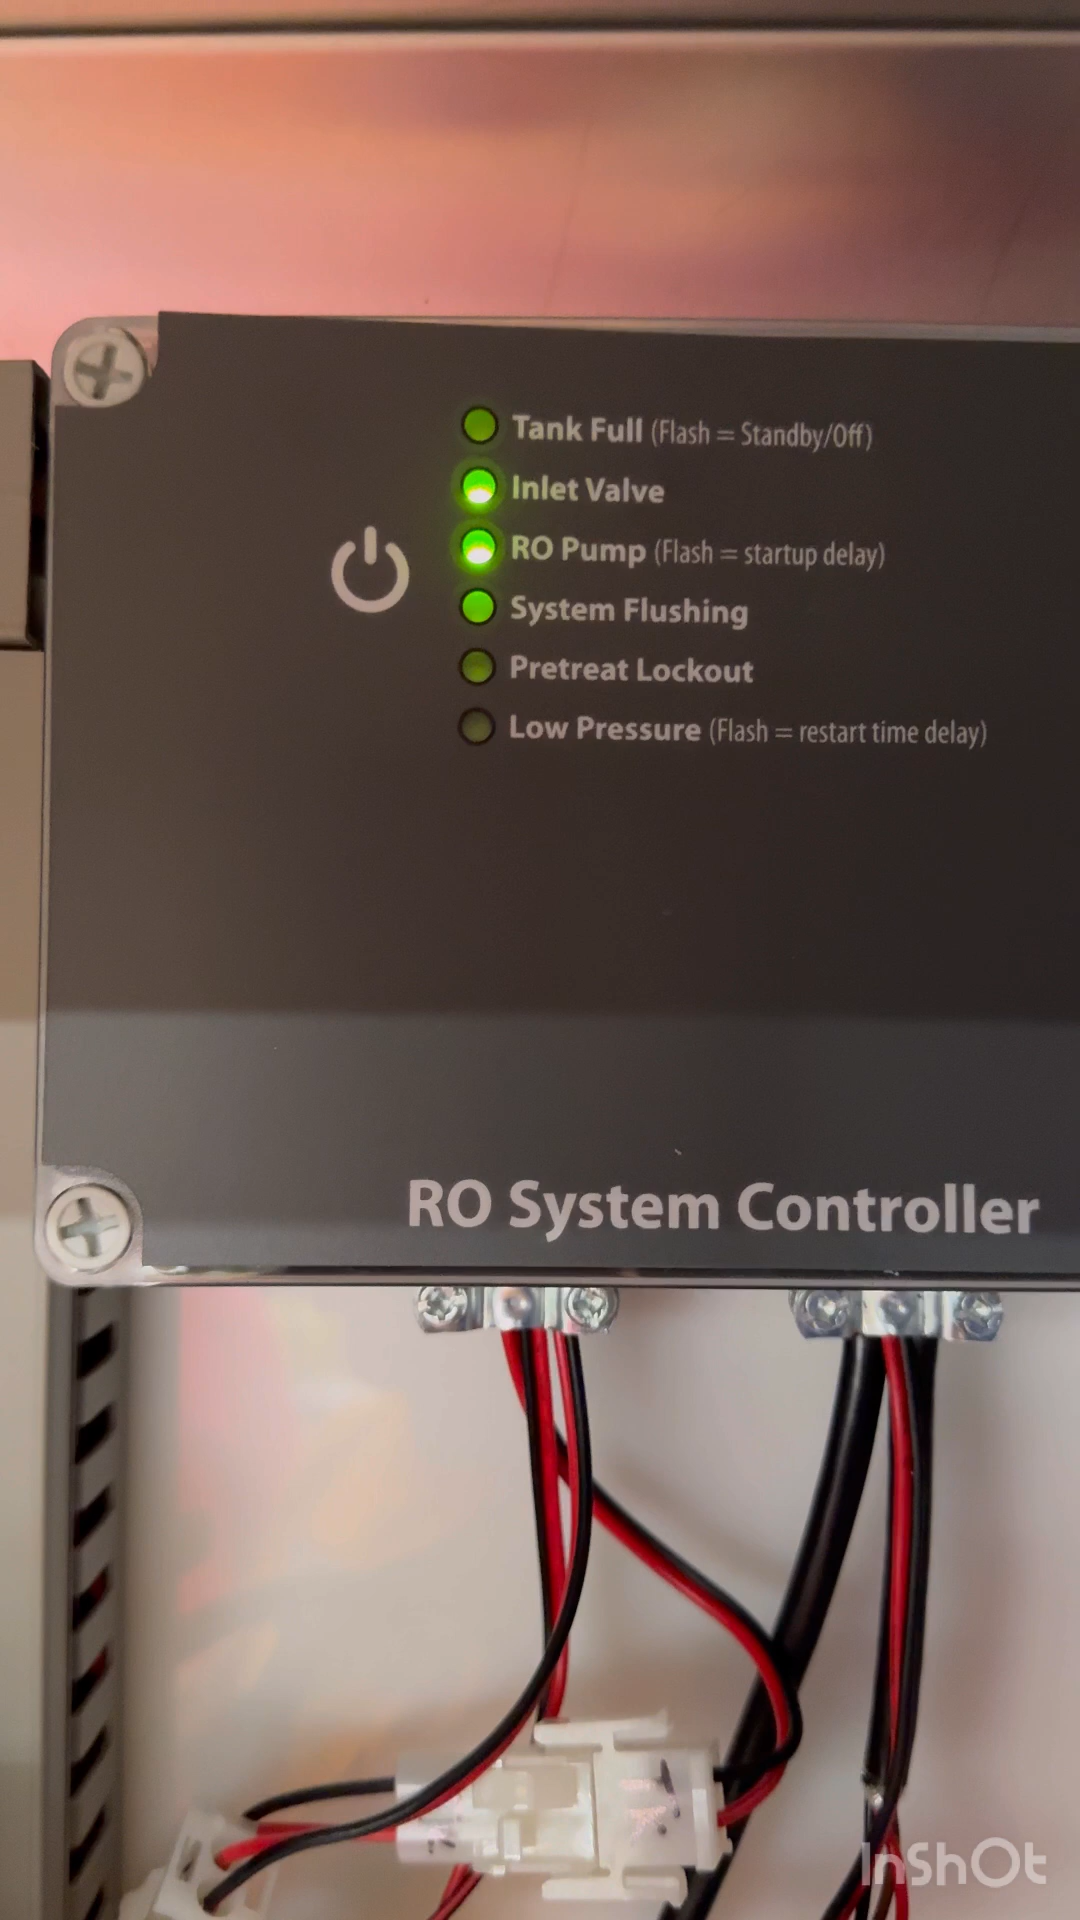 Tank Full (Flash = Standby/Off)
Inlet Valve
RO Pump (Flash = startup delay)
System Flushing
Pretreat Lockout
Low Pressure (Flash = restart time delay)
RO System Controller
InShOt